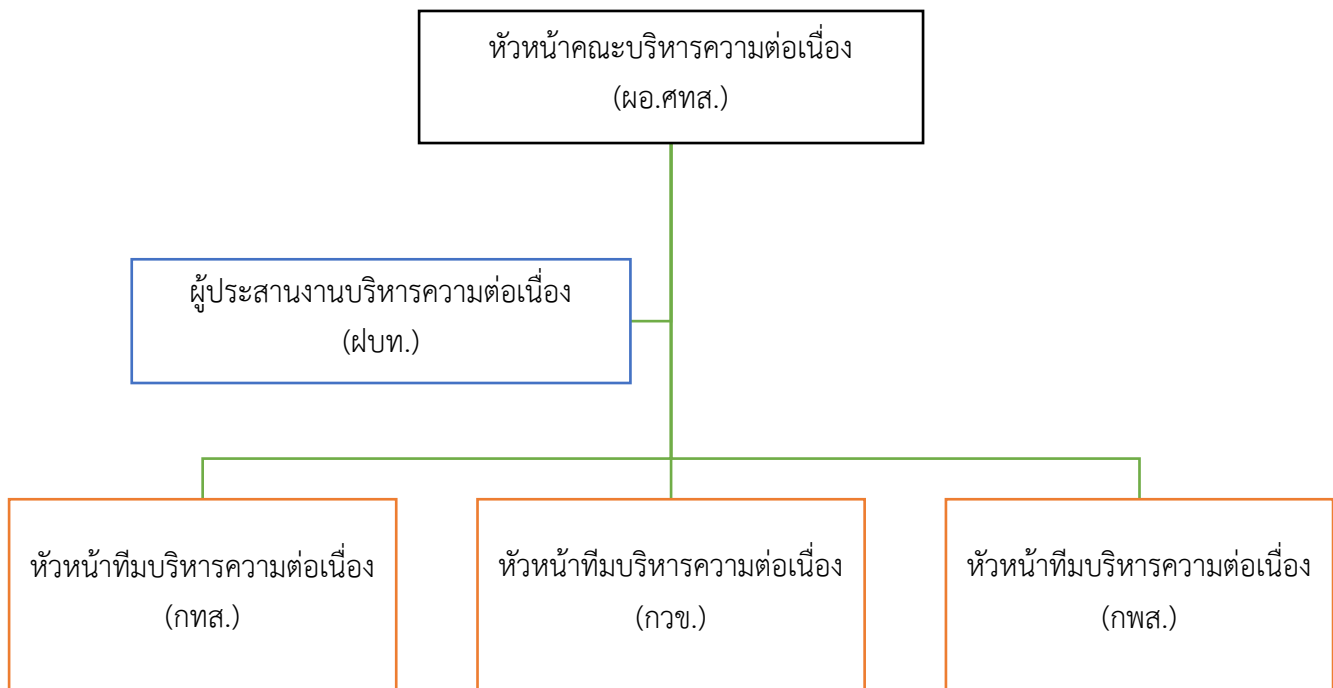 หัวหน้าคณะบริหารความต่อเนื่อง
(ผอ.ศทส.)
ผู้ประสานงานบริหารความต่อเนื่อง
(ฝบท.)
หัวหน้าทีมบริหารความต่อเนื่อง
(กทส.)
หัวหน้าทีมบริหารความต่อเนื่อง
(กวข.)
หัวหน้าทีมบริหารความต่อเนื่อง
(กพส.)